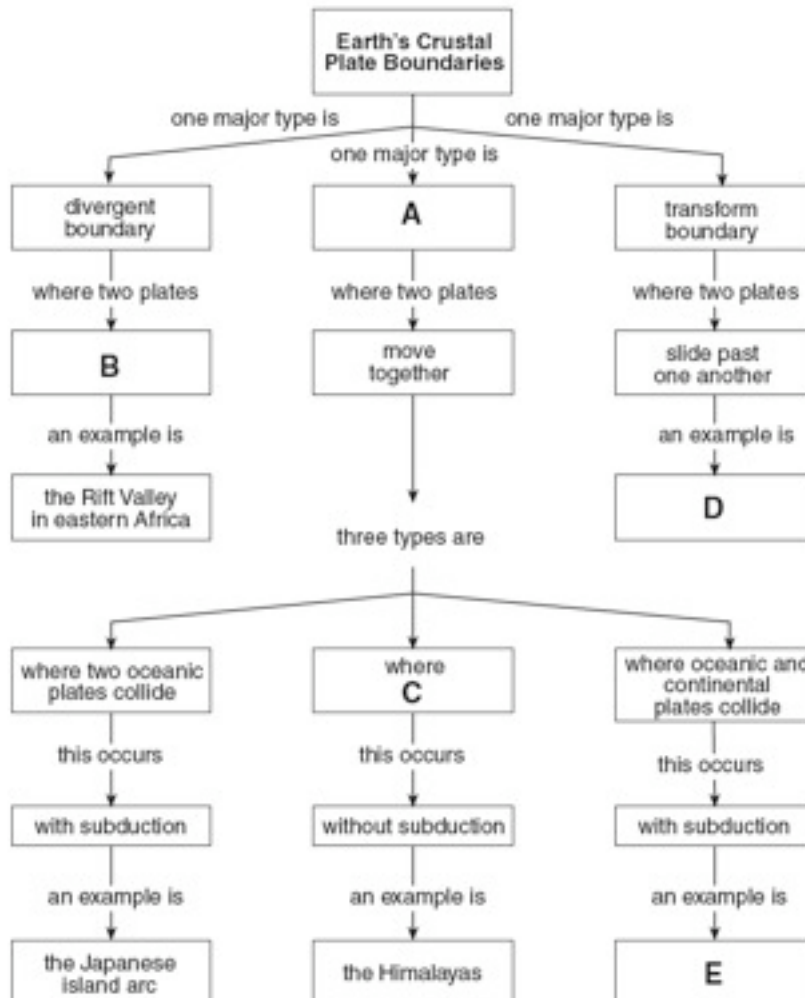 Earth's Crustal
Plate Boundaries
one major type is
one major type is
one major type is
divergent
boundary
A
transform
boundary
where two plates
where two plates
where two plates
B
move
together
slide past
one another
an example is
an example is
the Rift Valley
in eastern Africa
D
three types are
where two oceanic
plates collide
where
C
where oceanic and
continental
plates collide
this occurs
this occurs
this occurs
with subduction
without subduction
with subduction
an example is
an example is
an example is
the Japanese
island arc
the Himalayas
E